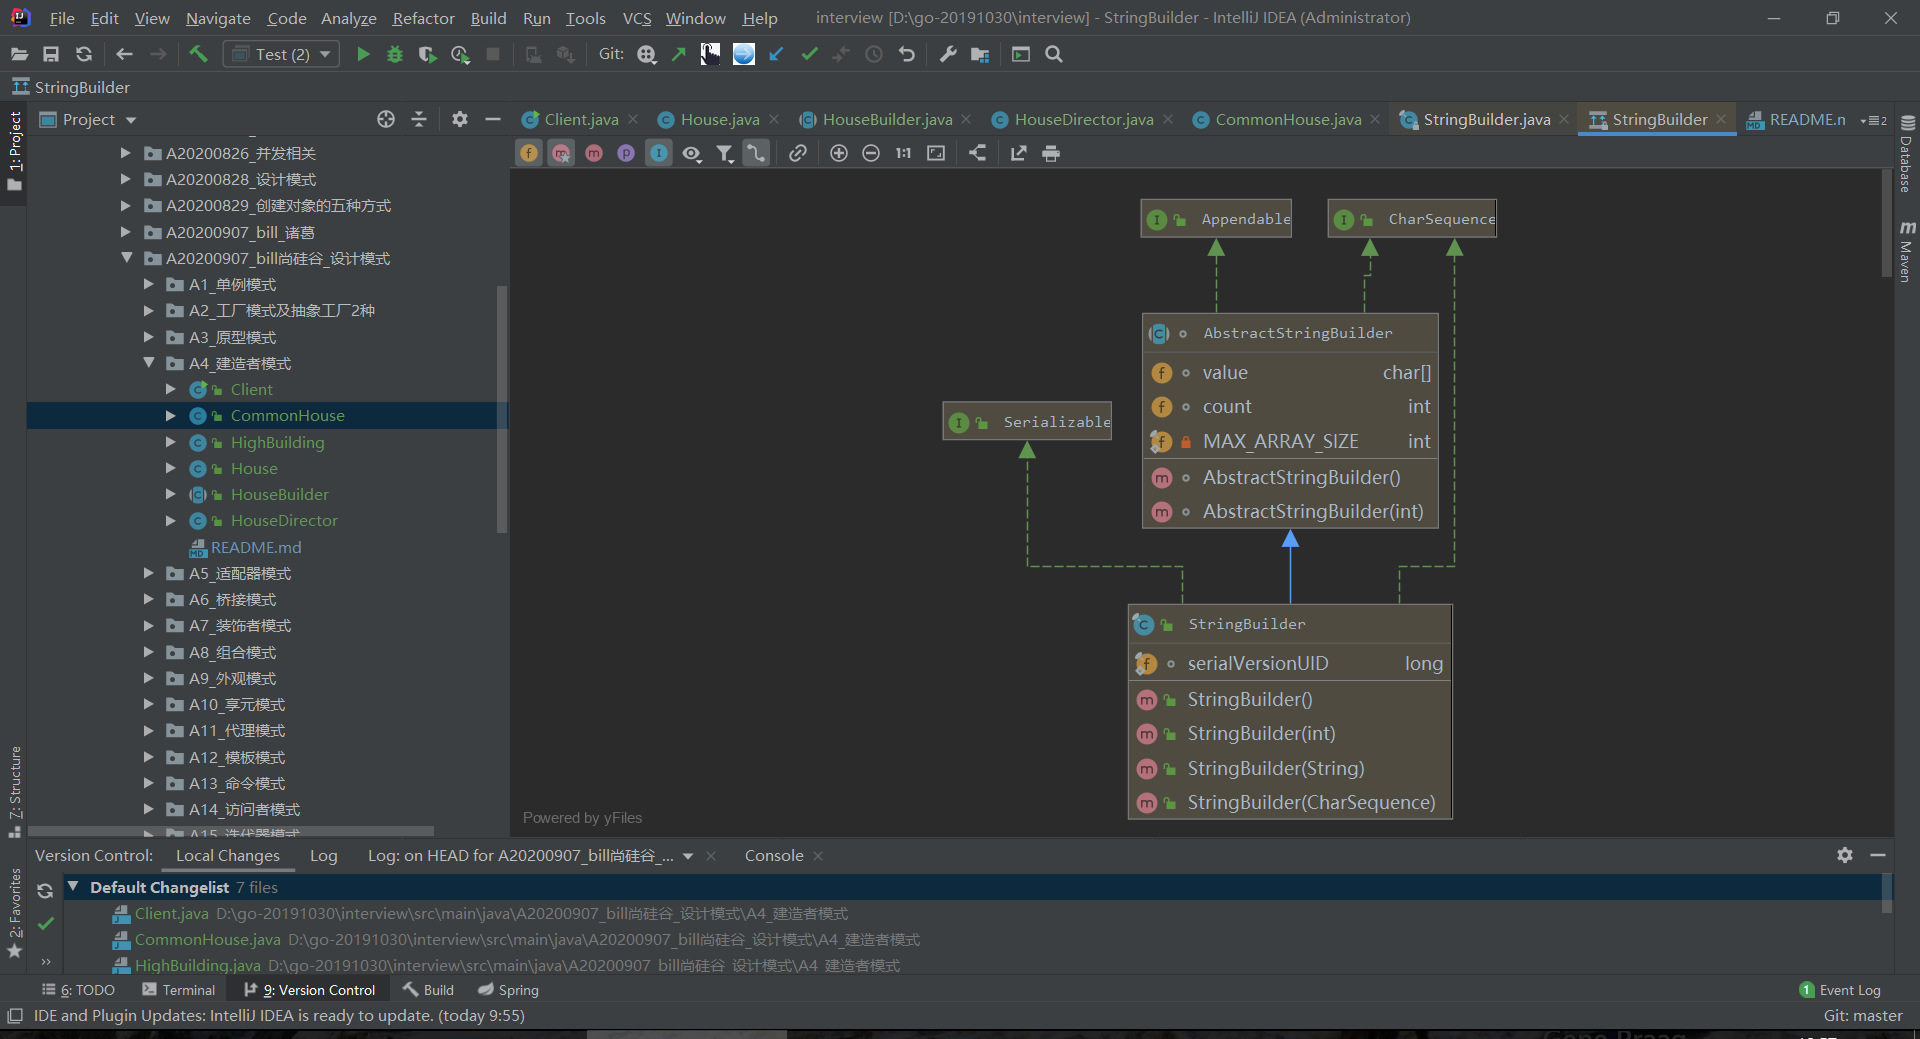 File Edit View Navigate Code Analyze Refactor Build Run Tools VCS Window Help interview [D:\go-20191030\interview] - StringBuilder - IntelliJ IDEA (Administrator)
Test (2) Git:
StringBuilder
Project
Client.java House.java HouseBuilder.java HouseDirector.java CommonHouse.java StringBuilder.java StringBuilder README.n 2
1: Project
7: Structure
2: Favorites
Database
Maven
A20200826_并发相关
A20200828_设计模式
A20200829_创建对象的五种方式
A20200907_bill_诸葛
A20200907_bill尚硅谷_设计模式
A1_单例模式
A2_工厂模式及抽象工厂2种
A3_原型模式
A4_建造者模式
Client
CommonHouse
HighBuilding
House
HouseBuilder
HouseDirector
README.md
A5_适配器模式
A6_桥接模式
A7_装饰者模式
A8_组合模式
A9_外观模式
A10_享元模式
A11_代理模式
A12_模板模式
A13_命令模式
A14_访问者模式
A15_迭代器模式
1:1
Appendable
CharSequence
AbstractStringBuilder
value char[]
count int
MAX_ARRAY_SIZE int
AbstractStringBuilder()
AbstractStringBuilder(int)
Serializable
StringBuilder
serialVersionUID long
StringBuilder()
StringBuilder(int)
StringBuilder(String)
StringBuilder(CharSequence)
Powered by yFiles
Version Control: Local Changes Log Log: on HEAD for A20200907_bill尚硅谷_... Console
Default Changelist 7 files
Client.java D:\go-20191030\interview\src\main\java\A20200907_bill尚硅谷_设计模式\A4_建造者模式
CommonHouse.java D:\go-20191030\interview\src\main\java\A20200907_bill尚硅谷_设计模式\A4_建造者模式
HighBuilding.java D:\go-20191030\interview\src\main\java\A20200907_bill尚硅谷_设计模式\A4_建造者模式
6: TODO Terminal 9: Version Control Build Spring 1 Event Log
IDE and Plugin Updates: IntelliJ IDEA is ready to update. (today 9:55) Git: master